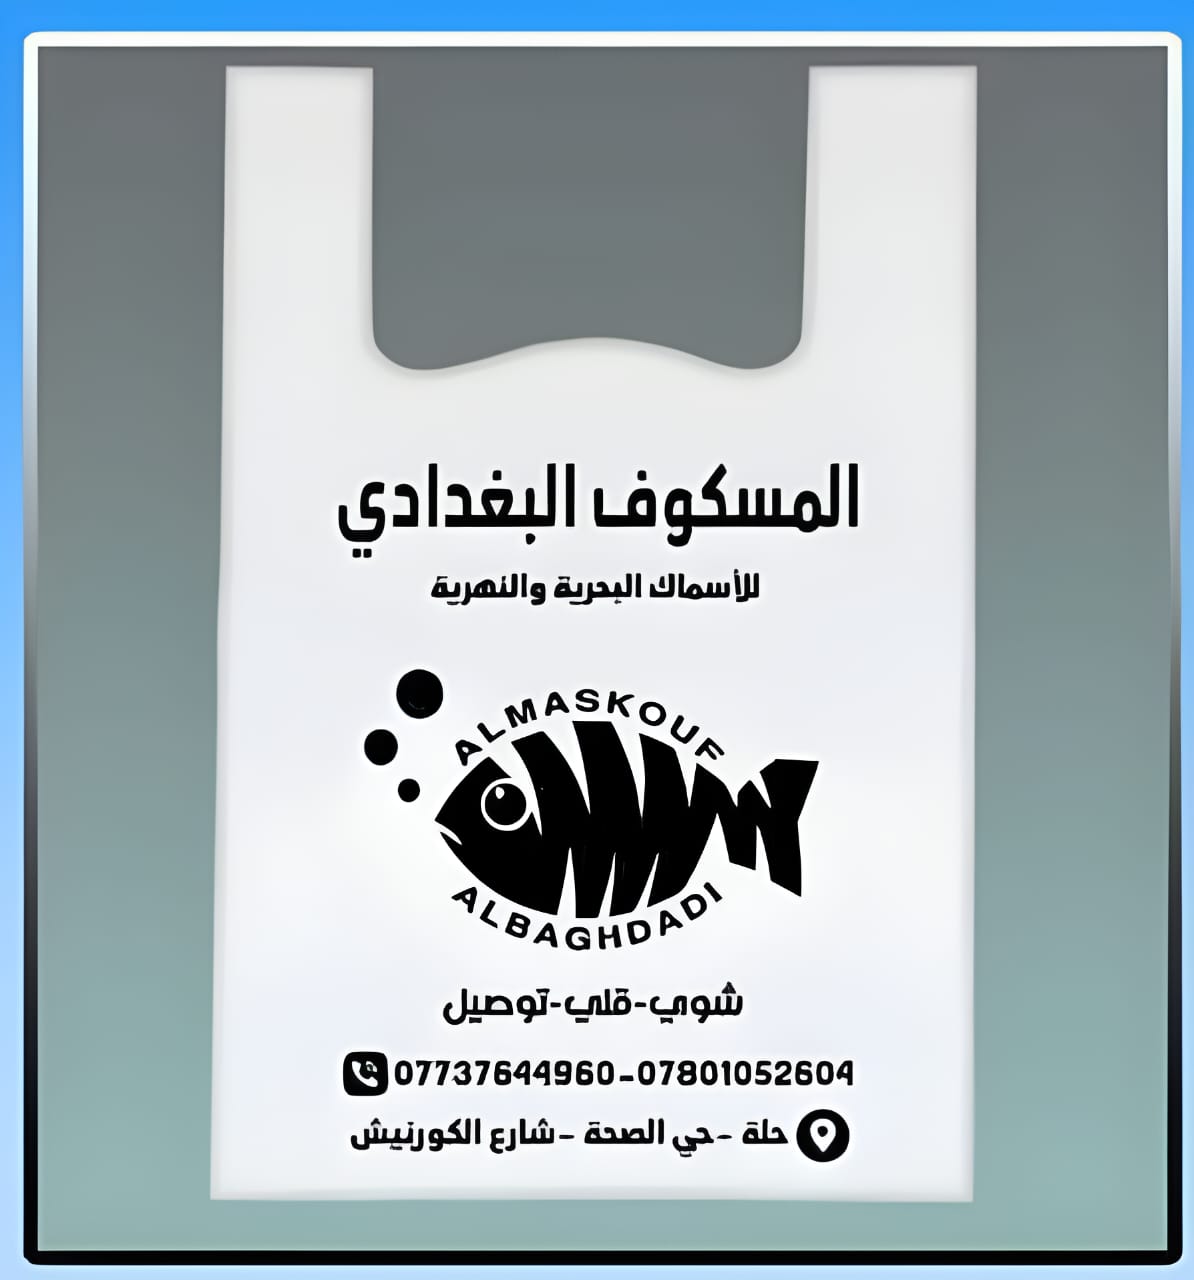 المسكوف البغدادي
للأسماك البحرية والنهرية
ALMASKOUF
ALBAGHDADI
شوي-قلي-توصيل
07737644960-07801052604
حلة - حي الصحة - شارع الكورنيش